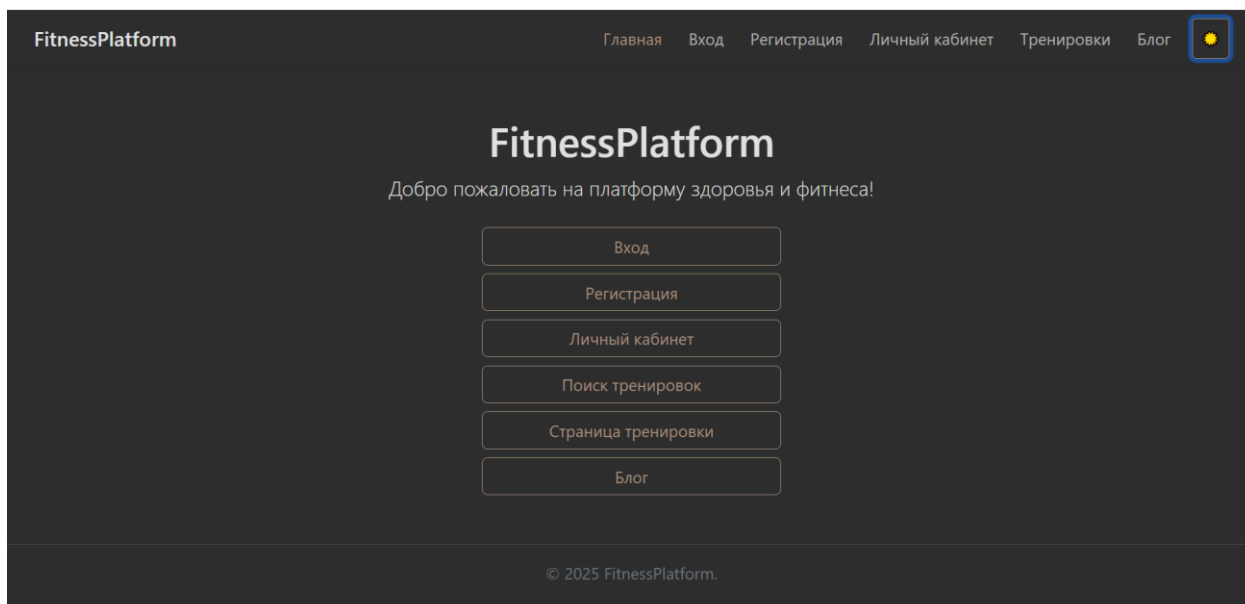 FitnessPlatform Главная Вход Регистрация Личный кабинет Тренировки Блог
FitnessPlatform
Добро пожаловать на платформу здоровья и фитнеса!
Вход
Регистрация
Личный кабинет
Поиск тренировок
Страница тренировки
Блог
© 2025 FitnessPlatform.